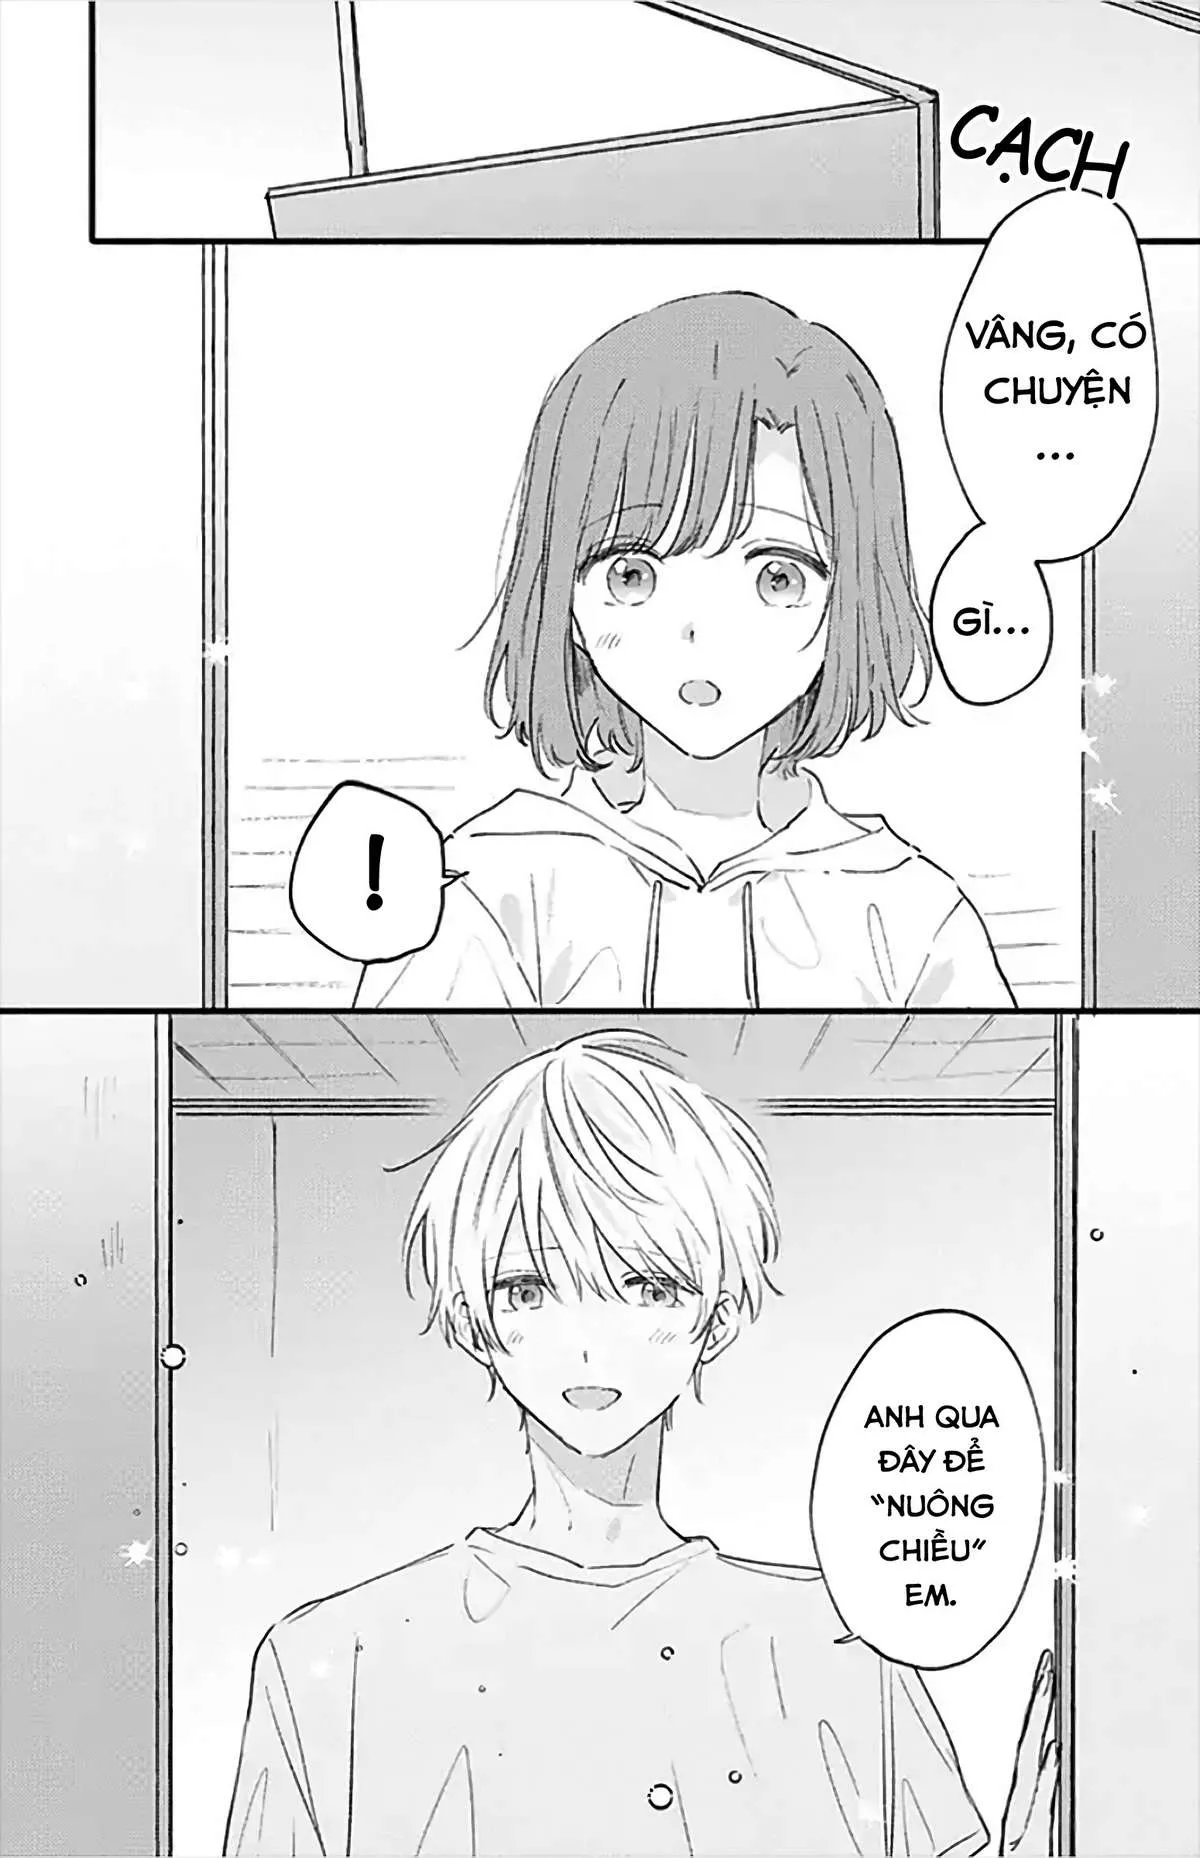 CẠCH
VÂNG, CÓ
CHUYỆN
...
GÌ...
!
ANH QUA
ĐÂY ĐỂ
“NUÔNG
CHIỀU”
EM.